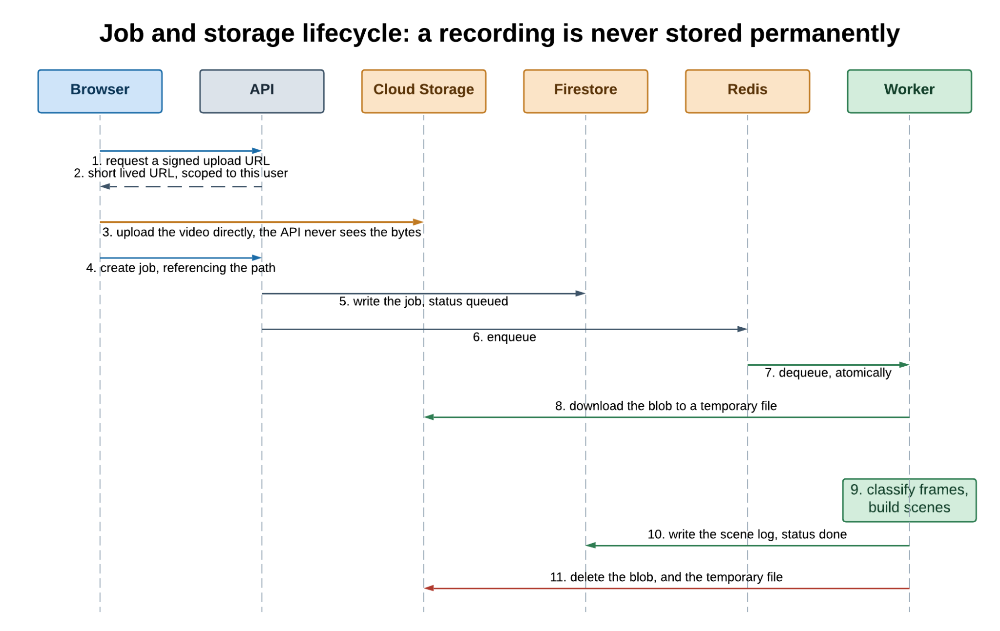 Job and storage lifecycle: a recording is never stored permanently
Browser
API
Cloud Storage
Firestore
Redis
Worker
1. request a signed upload URL
2. short lived URL, scoped to this user
3. upload the video directly, the API never sees the bytes
4. create job, referencing the path
5. write the job, status queued
6. enqueue
7. dequeue, atomically
8. download the blob to a temporary file
9. classify frames,
build scenes
10. write the scene log, status done
11. delete the blob, and the temporary file